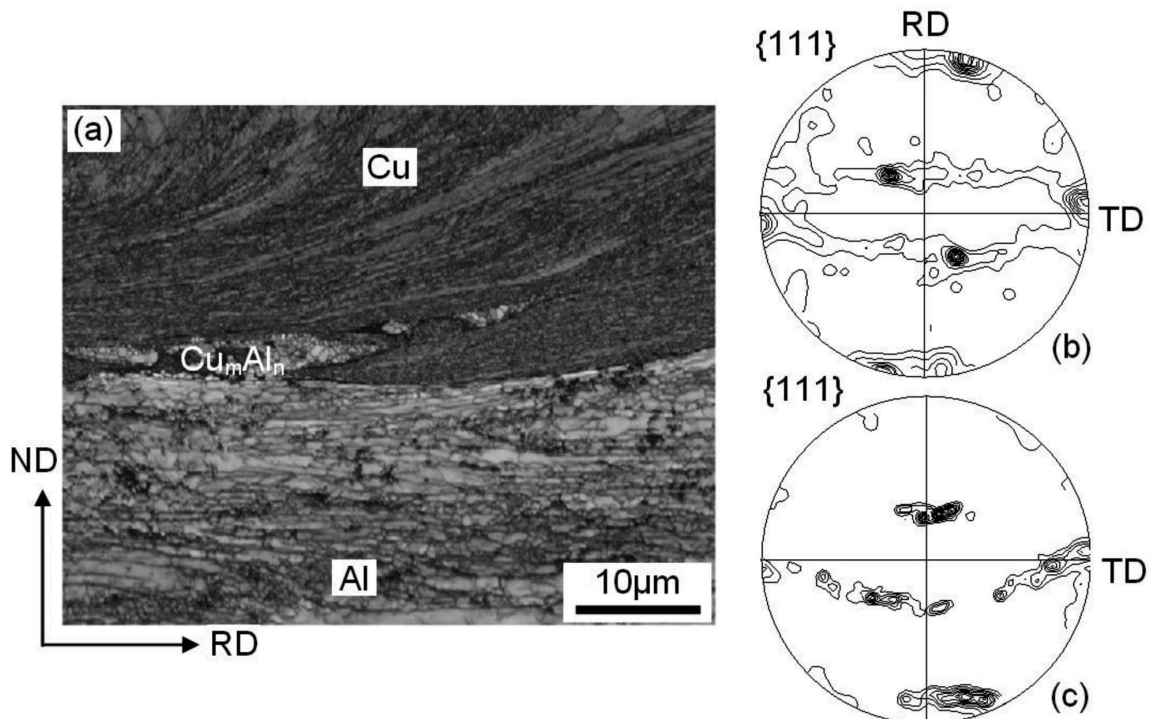 (a)
Cu
CuₘAlₙ
Al
10μm
ND
RD
RD
{111}
TD
(b)
{111}
TD
(c)